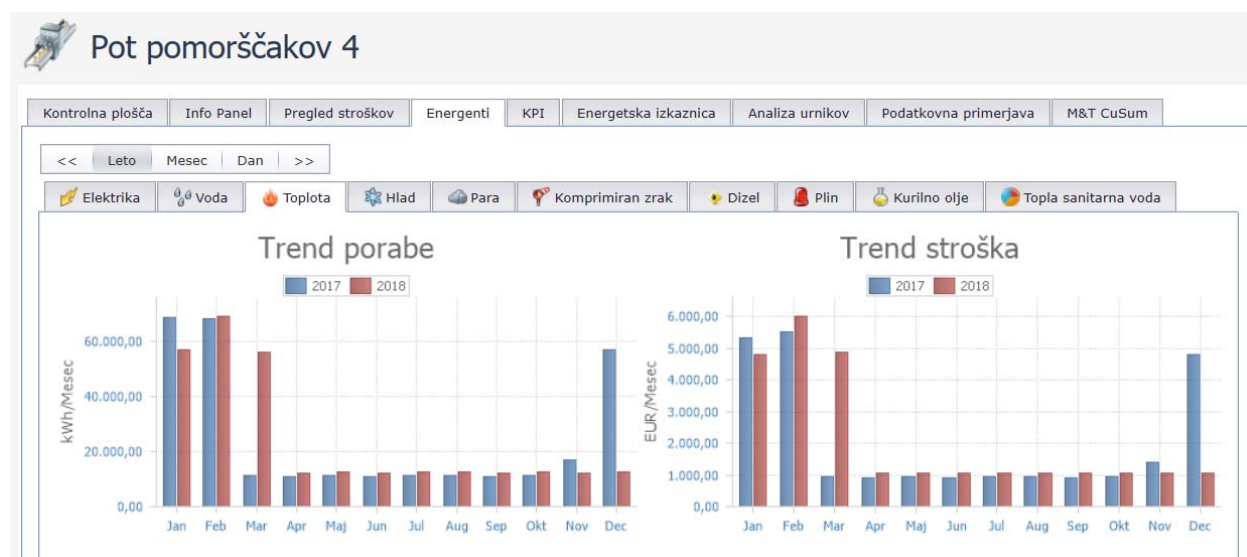 Pot pomorščakov 4
Kontrolna plošča Info Panel Pregled stroškov Energenti KPI Energetska izkaznica Analiza urnikov Podatkovna primerjava M&T CuSum
<< Leto Mesec Dan >>
Elektrika Voda Toplota Hlad Para Komprimiran zrak Dizel Plin Kurilno olje Topla sanitarna voda
Trend porabe
2017 2018
kWh/Mesec
60.000,00
40.000,00
20.000,00
0,00
Jan Feb Mar Apr Maj Jun Jul Aug Sep Okt Nov Dec
Trend stroška
2017 2018
EUR/Mesec
6.000,00
5.000,00
4.000,00
3.000,00
2.000,00
1.000,00
0,00
Jan Feb Mar Apr Maj Jun Jul Aug Sep Okt Nov Dec